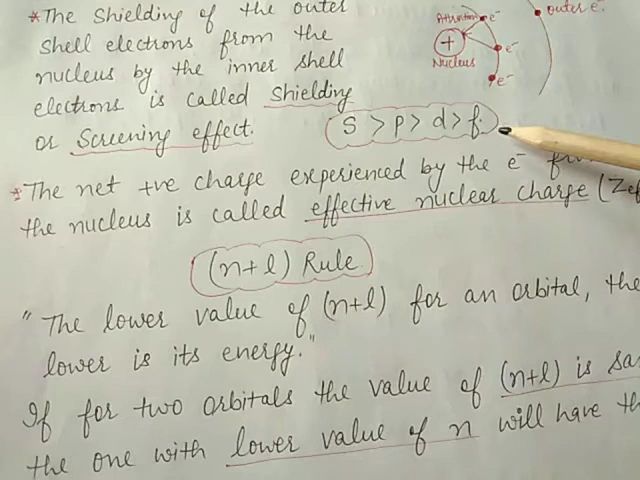 *The Shielding of the outer
shell electrons from the
nucleus by the inner shell
electrons is called Shielding
or Screening effect.
Attraction e⁻
+
e⁻
Nucleus
e⁻
outer e⁻.
S > p > d > f.
*The net +ve charge experienced by the e⁻
the nucleus is called effective nuclear charge (Zef
(n+l) Rule
"The lower value of (n+l) for an orbital, the
lower is its energy."
If for two orbitals the value of (n+l) is sa
the one with lower value of n will have th